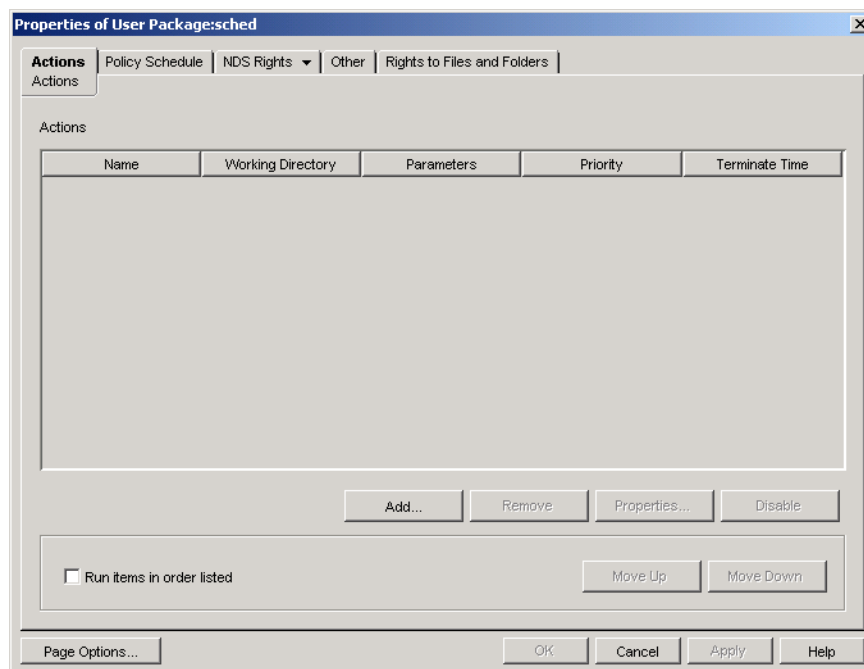 Properties of User Package:sched
Actions Policy Schedule NDS Rights Other Rights to Files and Folders
Actions
Actions
Name Working Directory Parameters Priority Terminate Time
Add... Remove Properties... Disable
Run items in order listed Move Up Move Down
Page Options... OK Cancel Apply Help